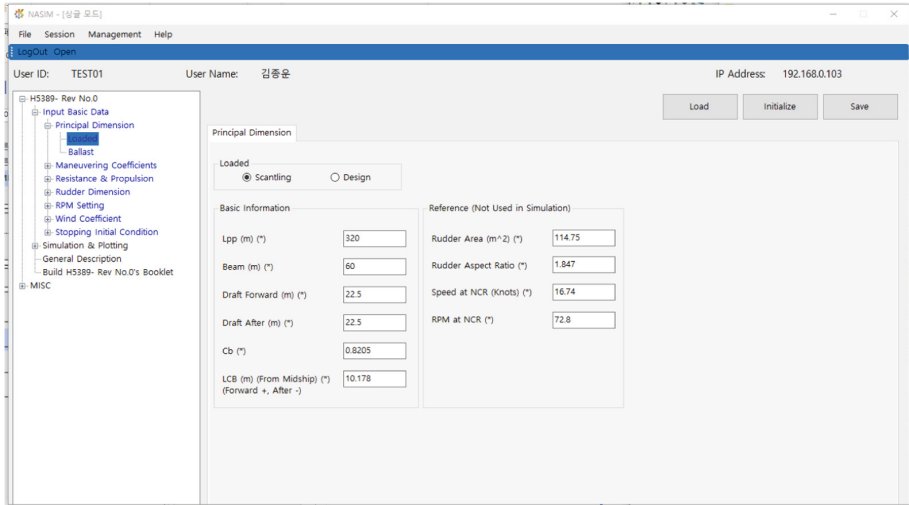 NASIM - [싱글 모드]
File Session Management Help
LogOut Open
User ID: TEST01 User Name: 김종운 IP Address: 192.168.0.103
H5389- Rev No.0
Input Basic Data
Principal Dimension
Loaded
Ballast
Maneuvering Coefficients
Resistance & Propulsion
Rudder Dimension
RPM Setting
Wind Coefficient
Stopping Initial Condition
Simulation & Plotting
General Description
Build H5389- Rev No.0's Booklet
MISC
Load Initialize Save
Principal Dimension
Loaded
Scantling Design
Basic Information
Lpp (m) (*) 320
Beam (m) (*) 60
Draft Forward (m) (*) 22.5
Draft After (m) (*) 22.5
Cb (*) 0.8205
LCB (m) (From Midship) (*) 10.178
(Forward +, After -)
Reference (Not Used in Simulation)
Rudder Area (m^2) (*) 114.75
Rudder Aspect Ratio (*) 1.847
Speed at NCR (Knots) (*) 16.74
RPM at NCR (*) 72.8